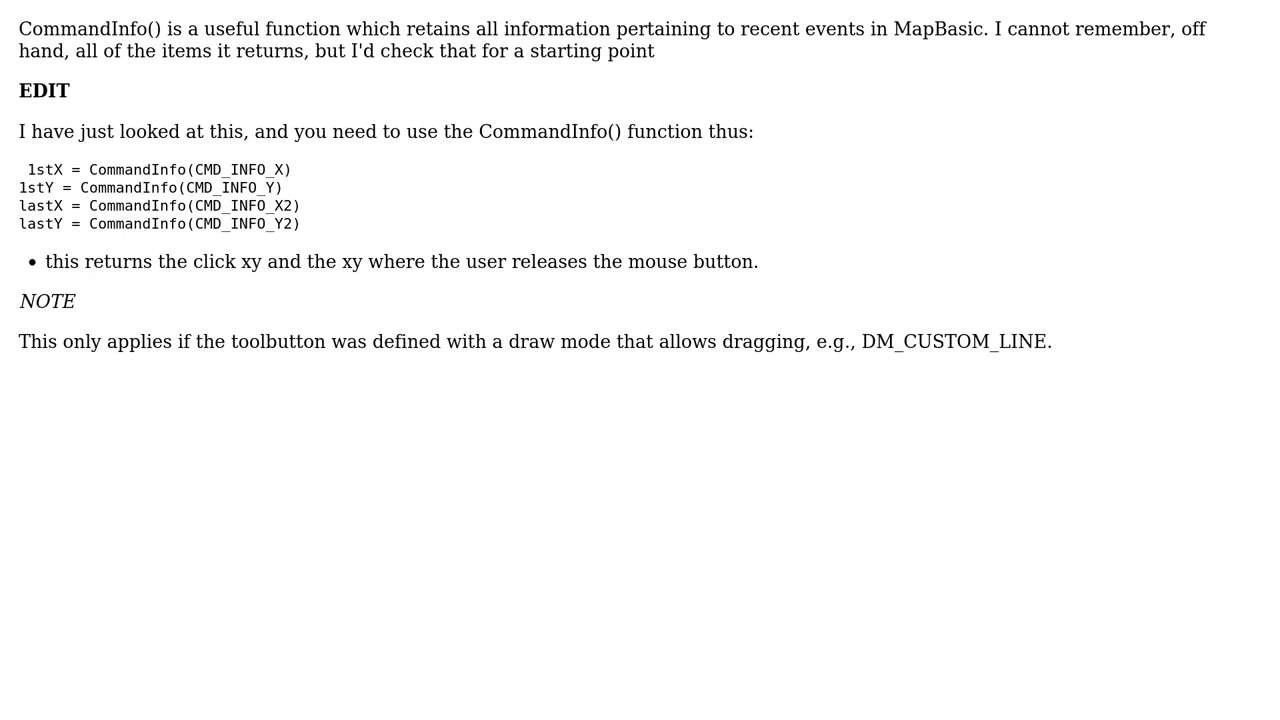 CommandInfo() is a useful function which retains all information pertaining to recent events in MapBasic. I cannot remember, off
hand, all of the items it returns, but I'd check that for a starting point
EDIT
I have just looked at this, and you need to use the CommandInfo() function thus:
1stX = CommandInfo(CMD_INFO_X)
1stY = CommandInfo(CMD_INFO_Y)
lastX = CommandInfo(CMD_INFO_X2)
lastY = CommandInfo(CMD_INFO_Y2)
• this returns the click xy and the xy where the user releases the mouse button.
NOTE
This only applies if the toolbutton was defined with a draw mode that allows dragging, e.g., DM_CUSTOM_LINE.